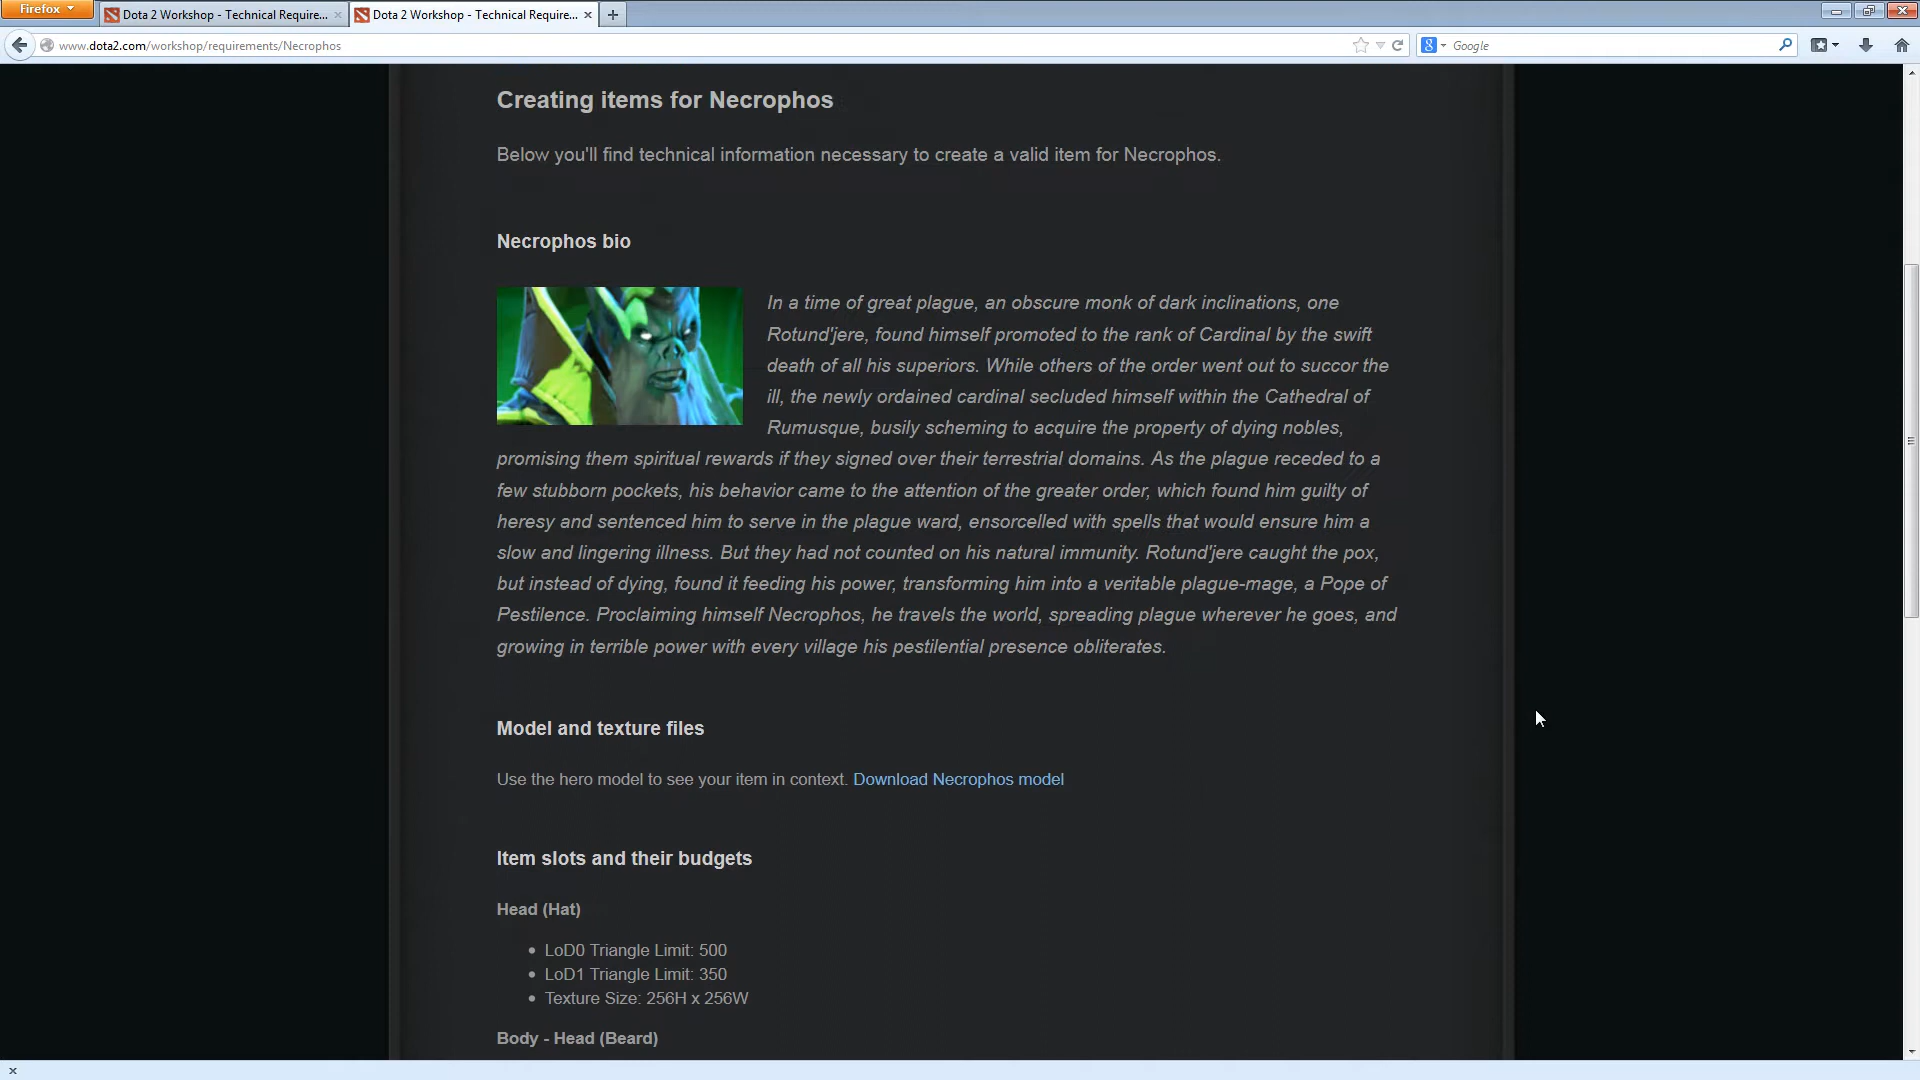 Firefox
Dota 2 Workshop - Technical Require...
Dota 2 Workshop - Technical Require...
www.dota2.com/workshop/requirements/Necrophos
Google
Creating items for Necrophos
Below you'll find technical information necessary to create a valid item for Necrophos.
Necrophos bio
In a time of great plague, an obscure monk of dark inclinations, one
Rotund'jere, found himself promoted to the rank of Cardinal by the swift
death of all his superiors. While others of the order went out to succor the
ill, the newly ordained cardinal secluded himself within the Cathedral of
Rumusque, busily scheming to acquire the property of dying nobles,
promising them spiritual rewards if they signed over their terrestrial domains. As the plague receded to a
few stubborn pockets, his behavior came to the attention of the greater order, which found him guilty of
heresy and sentenced him to serve in the plague ward, ensorcelled with spells that would ensure him a
slow and lingering illness. But they had not counted on his natural immunity. Rotund'jere caught the pox,
but instead of dying, found it feeding his power, transforming him into a veritable plague-mage, a Pope of
Pestilence. Proclaiming himself Necrophos, he travels the world, spreading plague wherever he goes, and
growing in terrible power with every village his pestilential presence obliterates.
Model and texture files
Use the hero model to see your item in context. Download Necrophos model
Item slots and their budgets
Head (Hat)
• LoD0 Triangle Limit: 500
• LoD1 Triangle Limit: 350
• Texture Size: 256H x 256W
Body - Head (Beard)